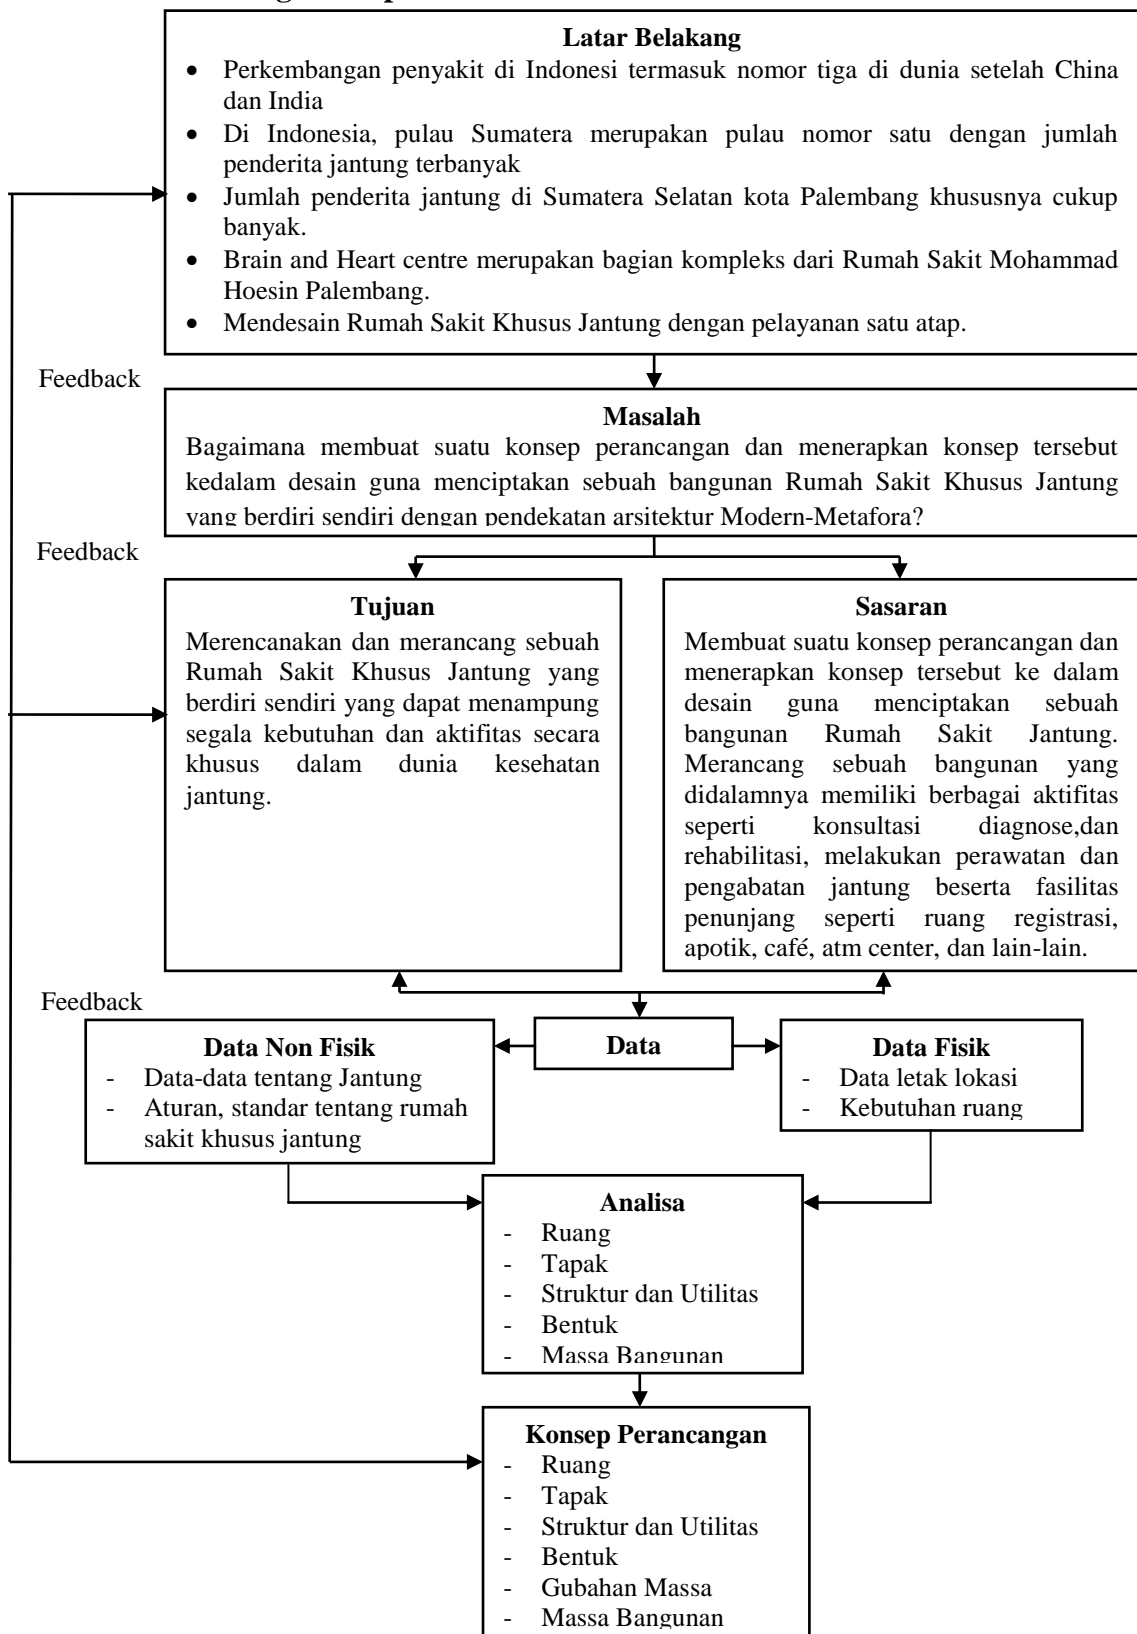 Latar Belakang
• Perkembangan penyakit di Indonesi termasuk nomor tiga di dunia setelah China
dan India
• Di Indonesia, pulau Sumatera merupakan pulau nomor satu dengan jumlah
penderita jantung terbanyak
• Jumlah penderita jantung di Sumatera Selatan kota Palembang khususnya cukup
banyak.
• Brain and Heart centre merupakan bagian kompleks dari Rumah Sakit Mohammad
Hoesin Palembang.
• Mendesain Rumah Sakit Khusus Jantung dengan pelayanan satu atap.
Feedback
Masalah
Bagaimana membuat suatu konsep perancangan dan menerapkan konsep tersebut
kedalam desain guna menciptakan sebuah bangunan Rumah Sakit Khusus Jantung
yang berdiri sendiri dengan pendekatan arsitektur Modern-Metafora?
Feedback
Tujuan
Merencanakan dan merancang sebuah
Rumah Sakit Khusus Jantung yang
berdiri sendiri yang dapat menampung
segala kebutuhan dan aktifitas secara
khusus dalam dunia kesehatan
jantung.
Sasaran
Membuat suatu konsep perancangan dan
menerapkan konsep tersebut ke dalam
desain guna menciptakan sebuah
bangunan Rumah Sakit Jantung.
Merancang sebuah bangunan yang
didalamnya memiliki berbagai aktifitas
seperti konsultasi diagnose,dan
rehabilitasi, melakukan perawatan dan
pengabatan jantung beserta fasilitas
penunjang seperti ruang registrasi,
apotik, café, atm center, dan lain-lain.
Feedback
Data
Data Non Fisik
- Data-data tentang Jantung
- Aturan, standar tentang rumah
sakit khusus jantung
Data Fisik
- Data letak lokasi
- Kebutuhan ruang
Analisa
- Ruang
- Tapak
- Struktur dan Utilitas
- Bentuk
- Massa Bangunan
Konsep Perancangan
- Ruang
- Tapak
- Struktur dan Utilitas
- Bentuk
- Gubahan Massa
- Massa Bangunan